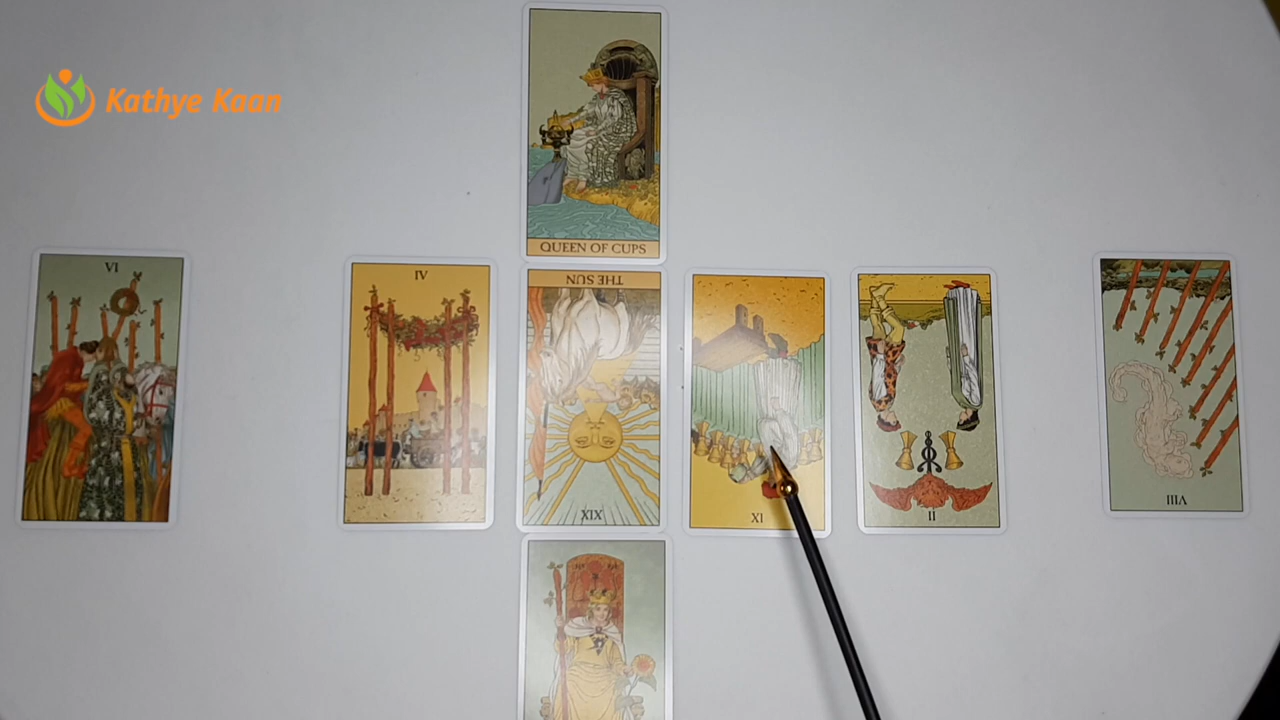 Kathye Kaan
QUEEN OF CUPS
VI
IV
THE SUN
XIX
XI
II
VIII